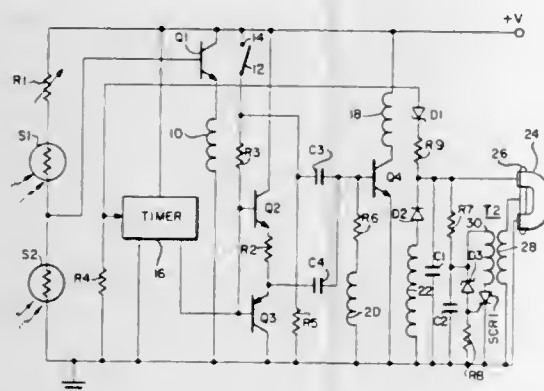 +V
Q1
14
12
24
R1
18
D1
26
S1
10
R3
C3
R9
Q4
TIMER
Q2
D2
R7
T2
30
R6
28
S2
R4
16
R2
C4
22
C1
D3
Q3
R5
20
C2
SCR1
R8